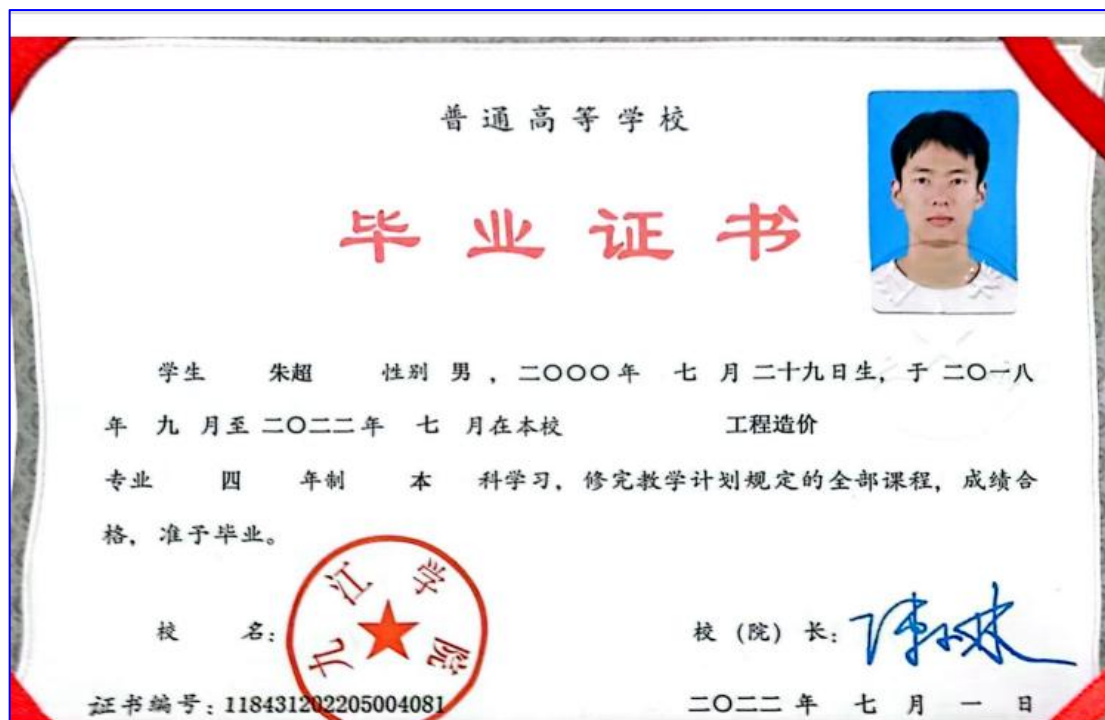 普通高等学校
毕业证书
学生 朱超 性别 男 ，二〇〇〇年 七 月 二十九日生，于 二〇一八
年 九 月至 二〇二二年 七 月在本校 工程造价
专业 四 年制 本 科学习，修完教学计划规定的全部课程，成绩合
格，准于毕业。
九江学院
校 名： 校（院）长：
证书编号：118431202205004081 二〇二二 年 七 月 一 日